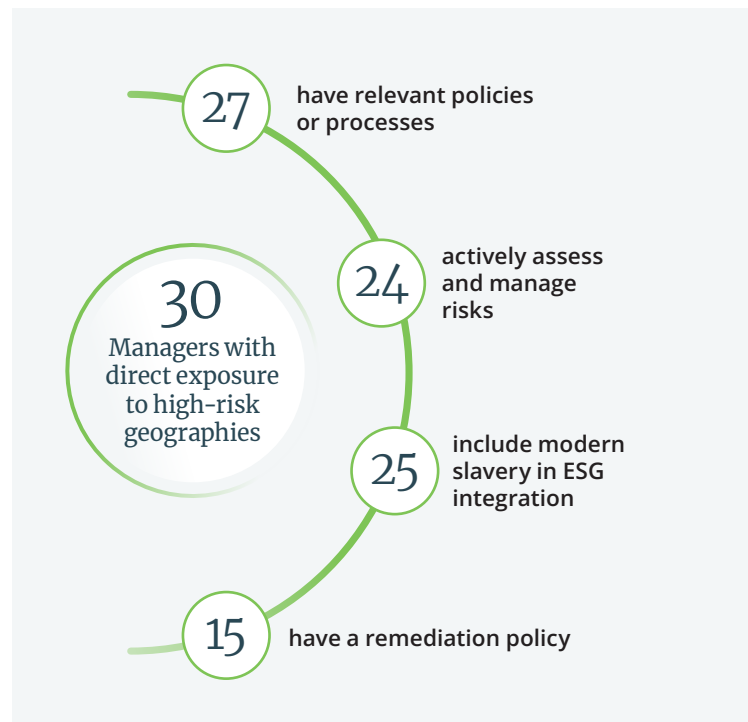 27
have relevant policies
or processes
24
actively assess
and manage
risks
30
Managers with
direct exposure
to high-risk
geographies
25
include modern
slavery in ESG
integration
15
have a remediation policy